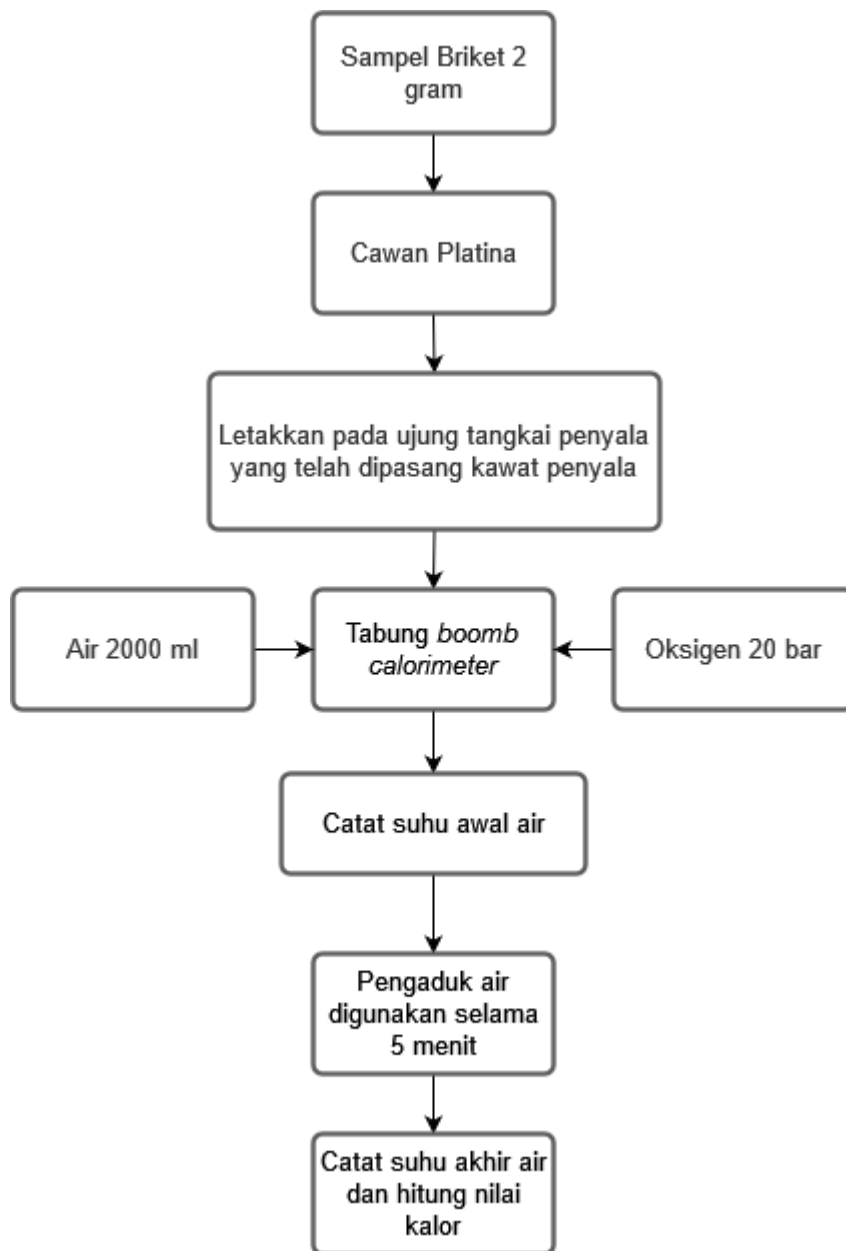 Sampel Briket 2
gram
Cawan Platina
Letakkan pada ujung tangkai penyala
yang telah dipasang kawat penyala
Air 2000 ml
Tabung boomb
calorimeter
Oksigen 20 bar
Catat suhu awal air
Pengaduk air
digunakan selama
5 menit
Catat suhu akhir air
dan hitung nilai
kalor